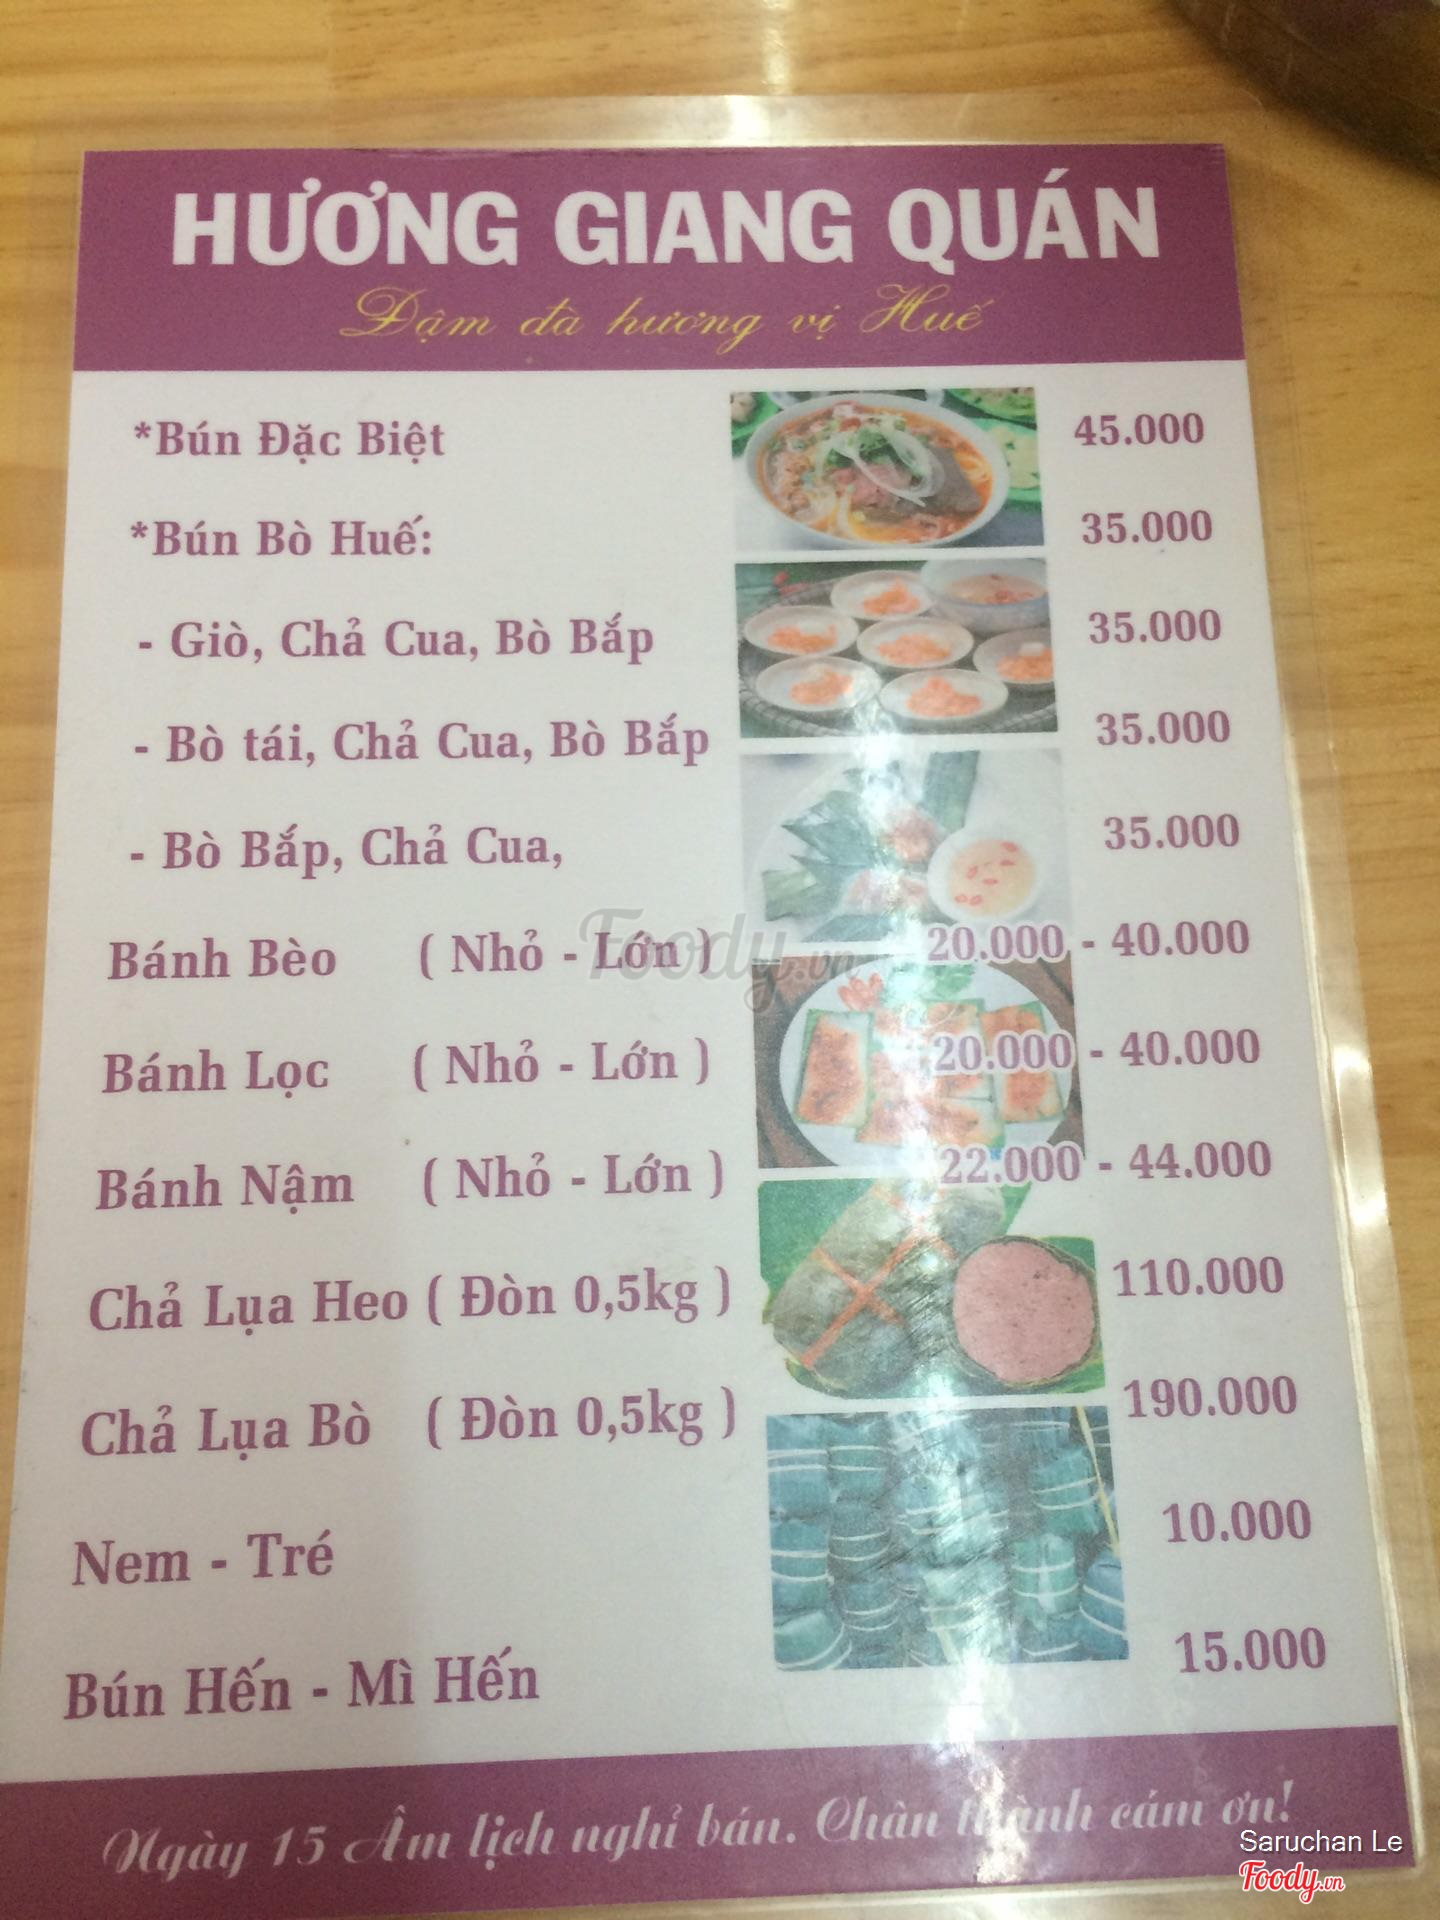 HƯƠNG GIANG QUÁN
Đậm đà hương vị Huế
*Bún Đặc Biệt 45.000
*Bún Bò Huế: 35.000
- Giò, Chả Cua, Bò Bắp 35.000
- Bò tái, Chả Cua, Bò Bắp 35.000
- Bò Bắp, Chả Cua, 35.000
Bánh Bèo ( Nhỏ - Lớn ) 20.000 - 40.000
Bánh Lọc ( Nhỏ - Lớn ) 20.000 - 40.000
Bánh Nậm ( Nhỏ - Lớn ) 22.000 - 44.000
Chả Lụa Heo ( Đòn 0,5kg ) 110.000
Chả Lụa Bò ( Đòn 0,5kg ) 190.000
Nem - Tré 10.000
Bún Hến - Mì Hến 15.000
Ngày 15 Âm lịch nghỉ bán. Chân thành cám ơn!
Foody.vn
Saruchan Le
Foody.vn